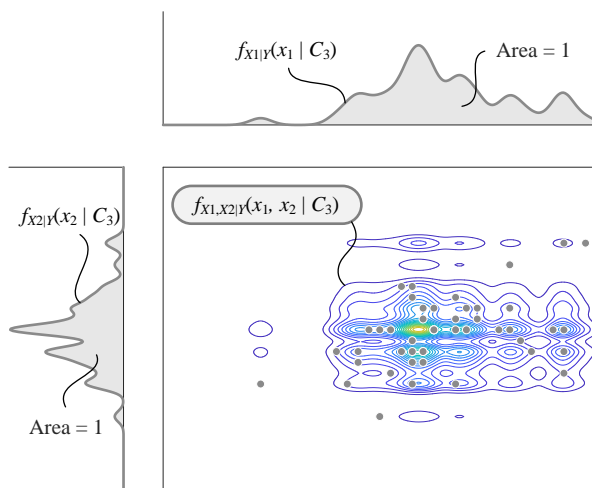 f_{X1|Y}(x_1 | C_3)
Area = 1
f_{X2|Y}(x_2 | C_3)
f_{X1,X2|Y}(x_1, x_2 | C_3)
Area = 1